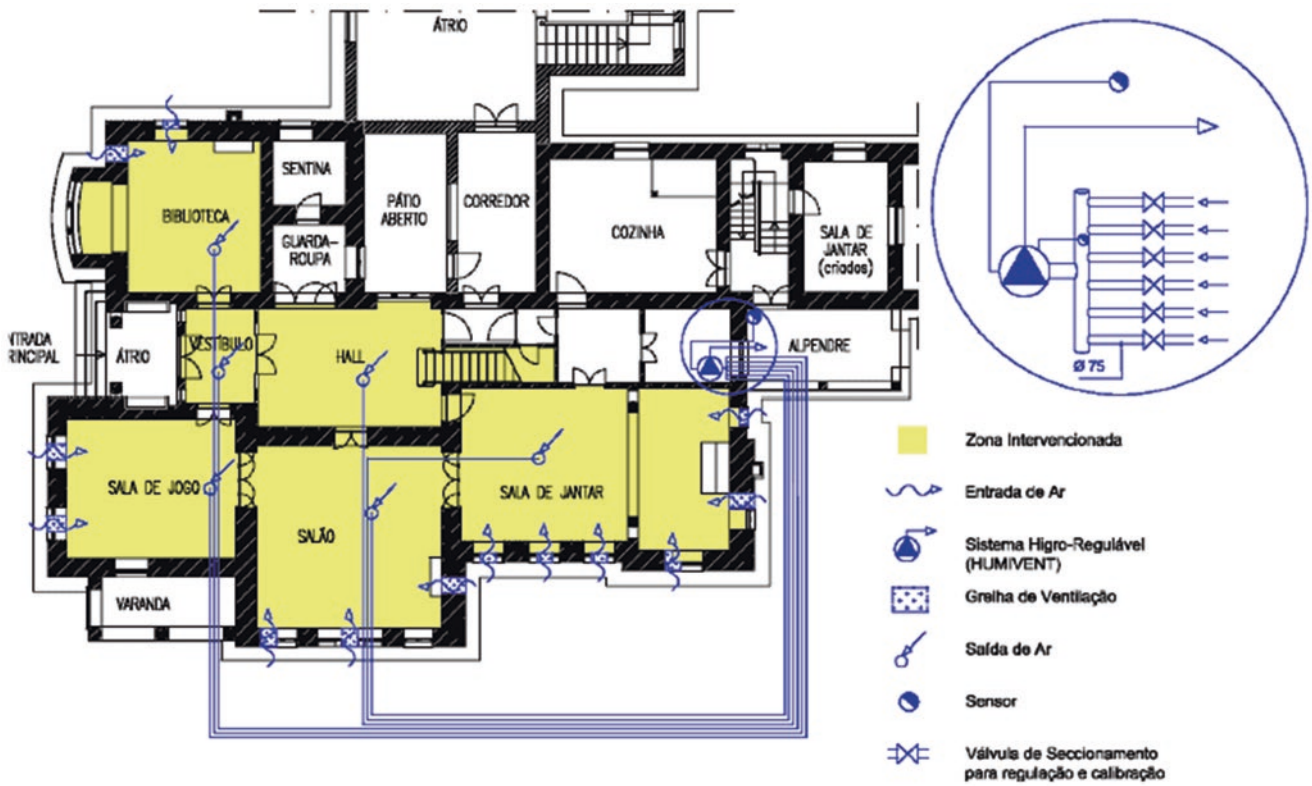 ÁTRIO
SENTINA
BIBLIOTECA
PÁTIO
ABERTO
CORREDOR
COZINHA
SALA DE
JANTAR
(criados)
GUARDA-
ROUPA
NTRADA
RINCIPAL
ÁTRIO
VESTÍBULO
HALL
ALPENDRE
SALA DE JOGO
SALÃO
SALA DE JANTAR
VARANDA
Ø 75
Zona Intervencionada
Entrada de Ar
Sistema Higro-Regulável
(HUMIVENT)
Grelha de Ventilação
Saída de Ar
Sensor
Válvula de Seccionamento
para regulação e calibração